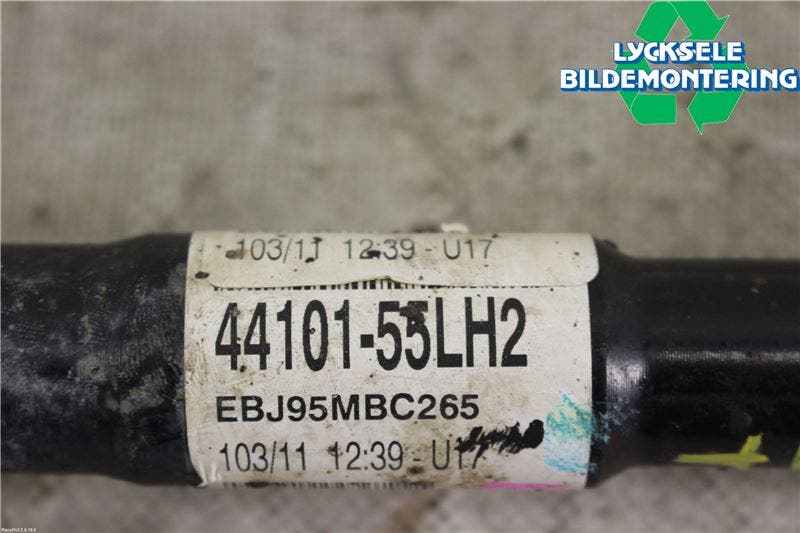 LYCKSELE
BILDEMONTERING
103/11 12:39 - U17
44101-55LH2
EBJ95MBC265
103/11 12:39 - U17